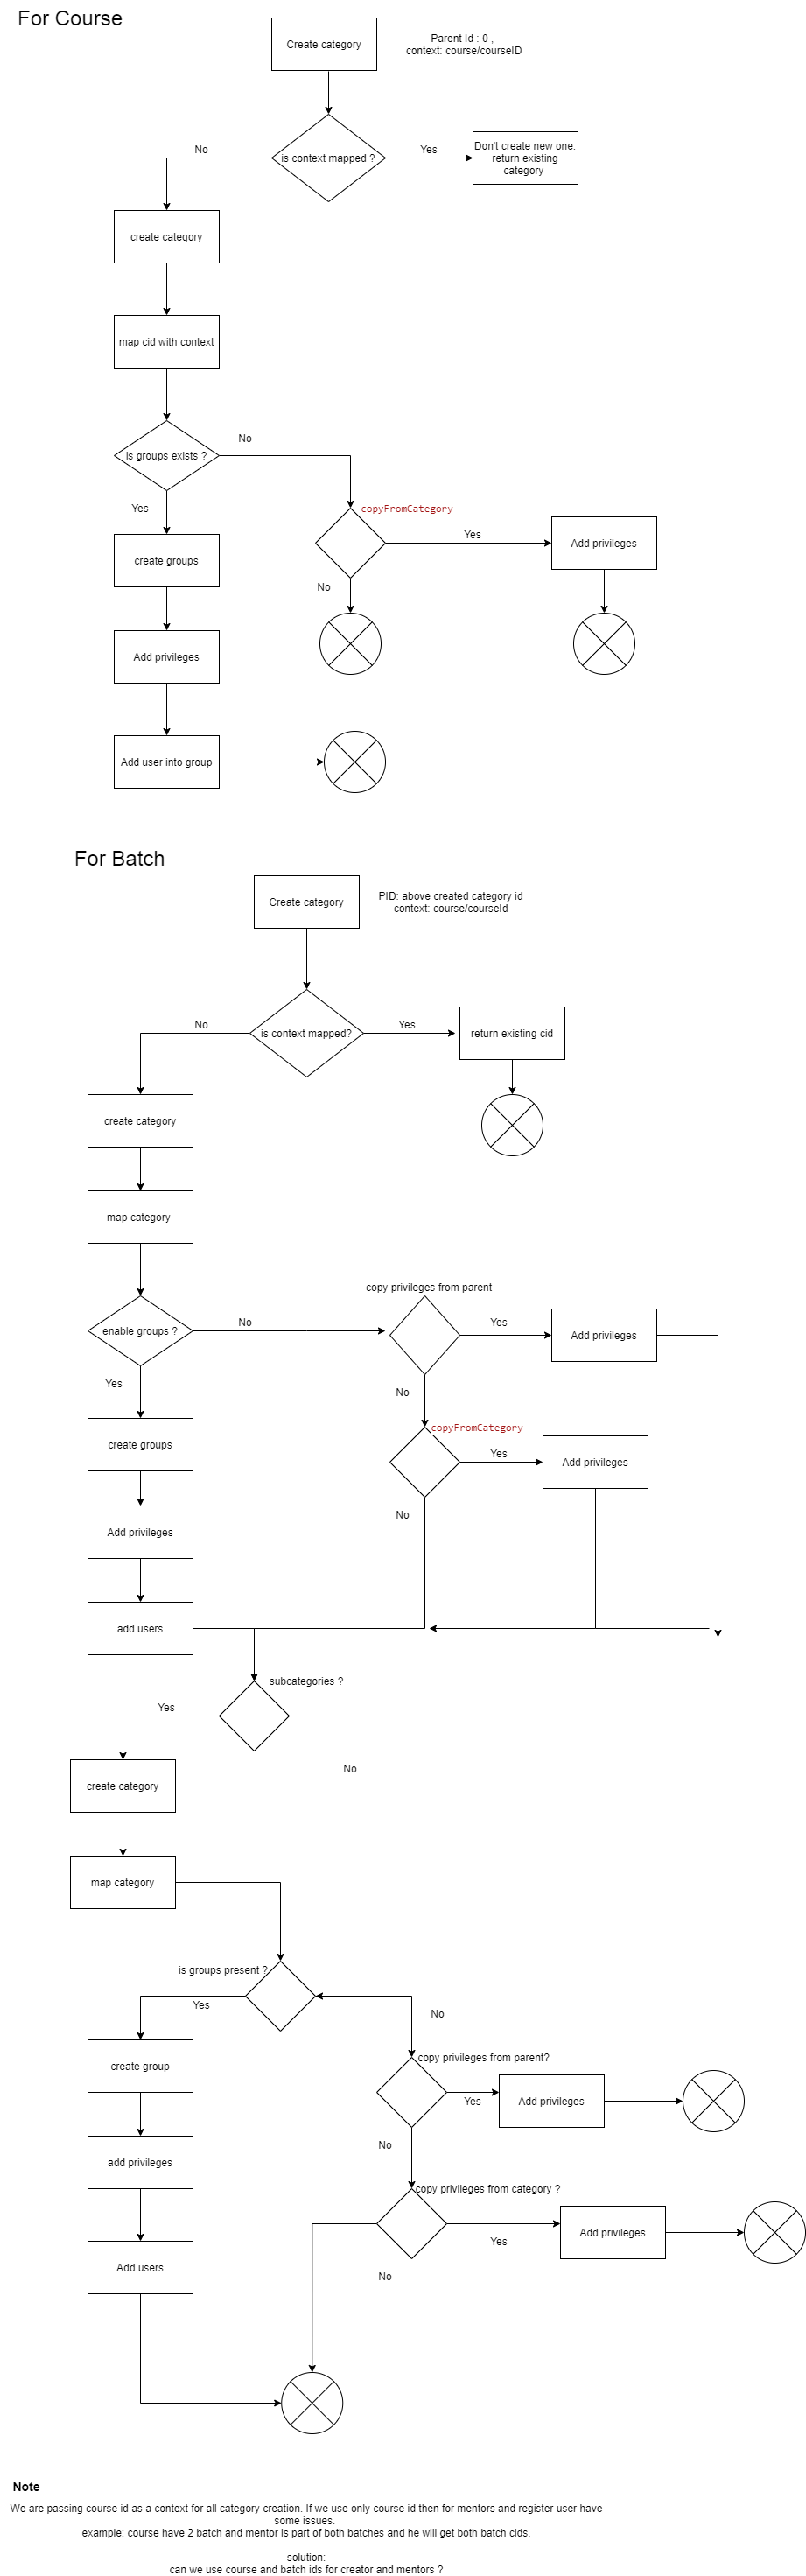 For Course
Create category
Parent Id : 0 ,
context: course/courseID
is context mapped ?
No
Yes
Don't create new one.
return existing
category
create category
map cid with context
is groups exists ?
No
Yes
copyFromCategory
Yes
Add privileges
No
create groups
Add privileges
Add user into group
For Batch
Create category
PID: above created category id
context: course/courseId
is context mapped?
No
Yes
return existing cid
create category
map category
enable groups ?
No
Yes
copy privileges from parent
Yes
Add privileges
No
copyFromCategory
Yes
Add privileges
No
create groups
Add privileges
add users
subcategories ?
Yes
No
create category
map category
is groups present ?
Yes
No
create group
copy privileges from parent?
Yes
Add privileges
No
add privileges
copy privileges from category ?
Yes
Add privileges
No
Add users
Note
We are passing course id as a context for all category creation. If we use only course id then for mentors and register user have
some issues.
example: course have 2 batch and mentor is part of both batches and he will get both batch cids.
solution:
can we use course and batch ids for creator and mentors ?